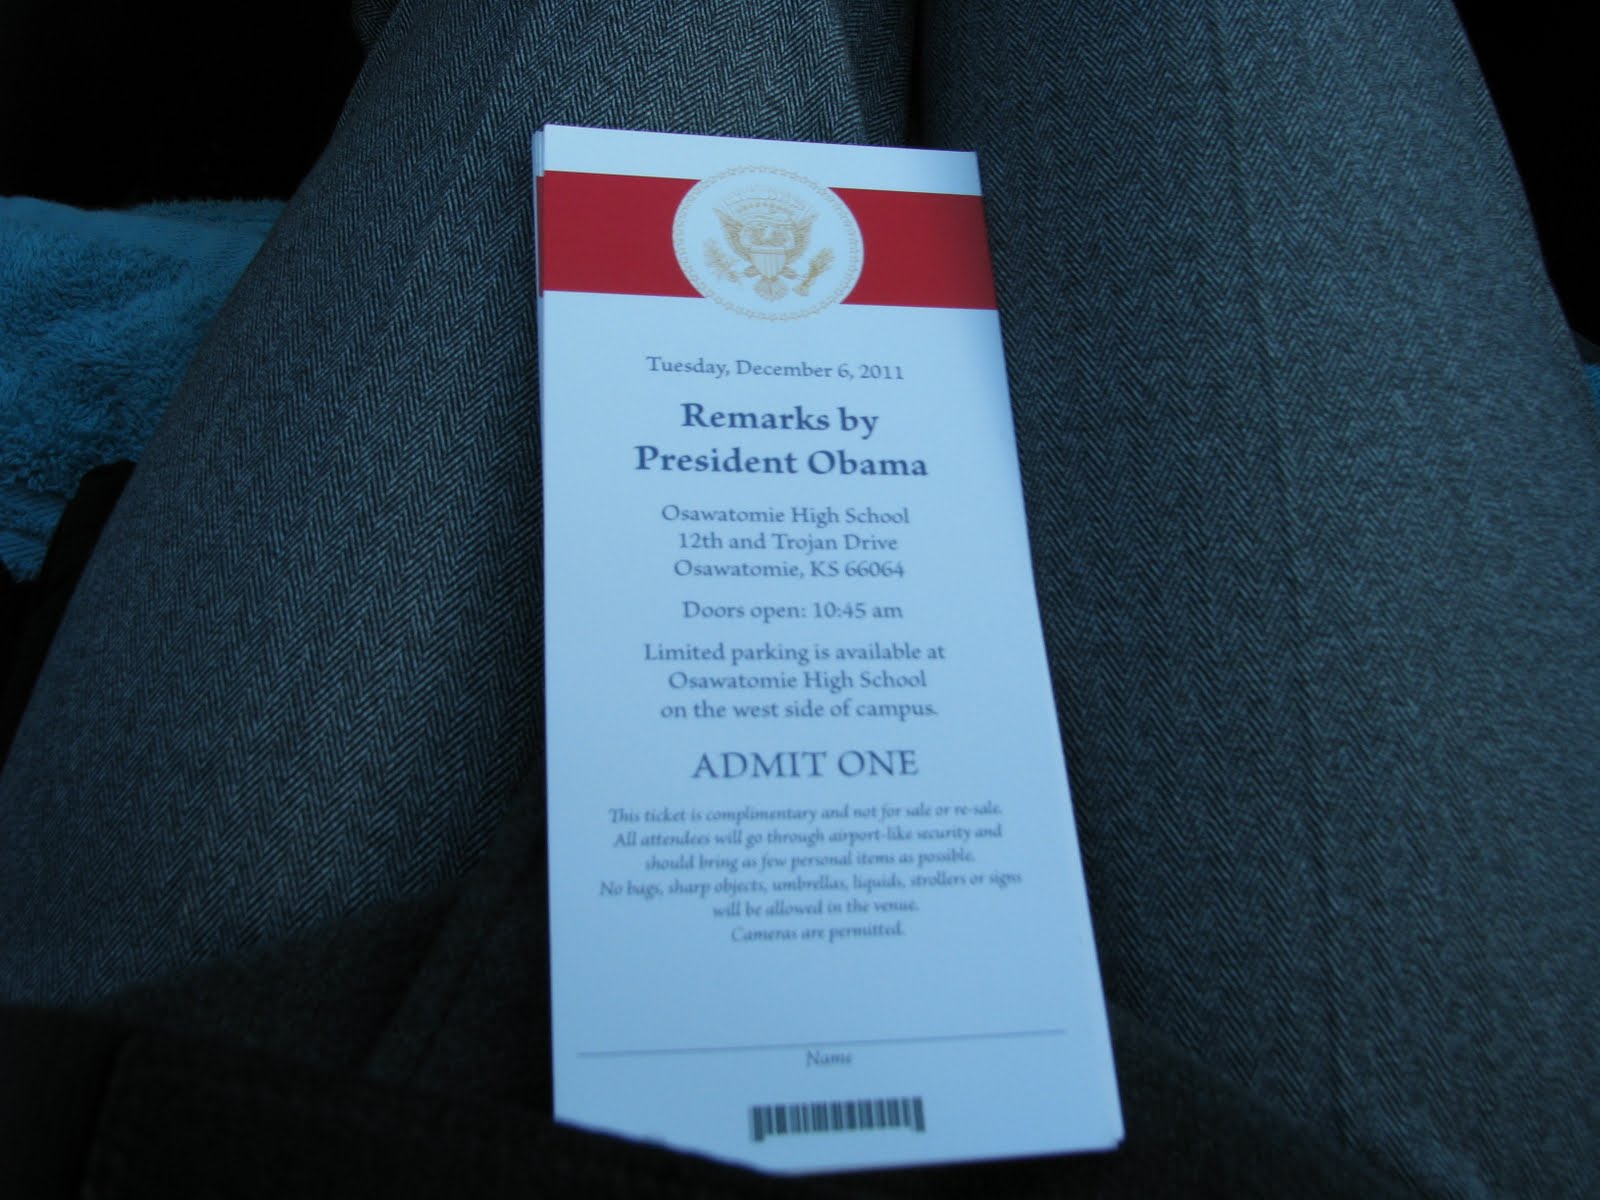 Tuesday, December 6, 2011
Remarks by
President Obama
Osawatomie High School
12th and Trojan Drive
Osawatomie, KS 66064
Doors open: 10:45 am
Limited parking is available at
Osawatomie High School
on the west side of campus.
ADMIT ONE
This ticket is complimentary and not for sale or re-sale.
All attendees will go through airport-like security and
should bring as few personal items as possible.
No bags, sharp objects, umbrellas, liquids, strollers or signs
will be allowed in the venue.
Cameras are permitted.
Name